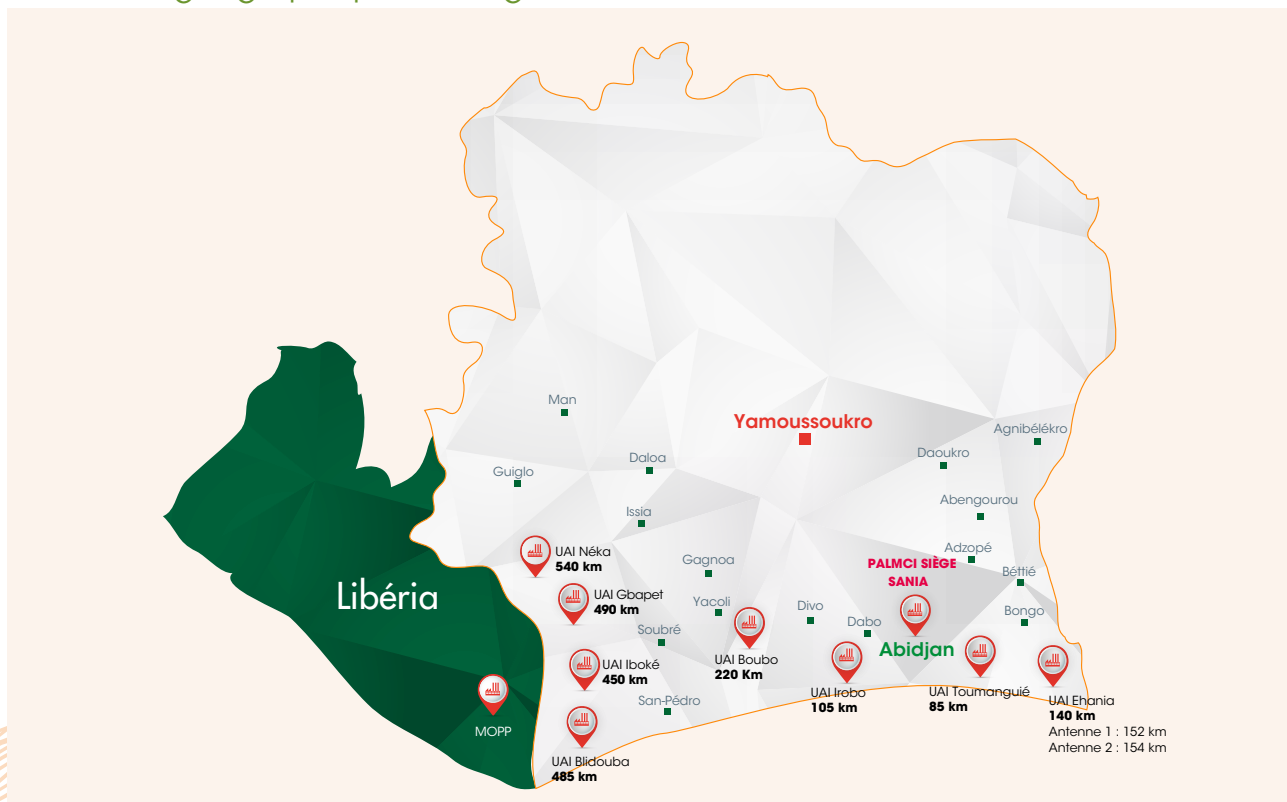 Man
Yamoussoukro
Agnibélékro
Daoukro
Daloa
Guiglo
Abengourou
Issia
UAI Néka
540 km
Adzopé
Gagnoa
PALMCI SIÈGE
SANIA
Béttié
Libéria
UAI Gbapet
490 km
Yacoli
Divo
Bongo
Dabo
Soubré
Abidjan
UAI Boubo
220 Km
UAI Iboké
450 km
UAI Irobo
105 km
UAI Toumanguié
85 km
UAI Ehania
140 km
Antenne 1 : 152 km
Antenne 2 : 154 km
San-Pédro
MOPP
UAI Blidouba
485 km